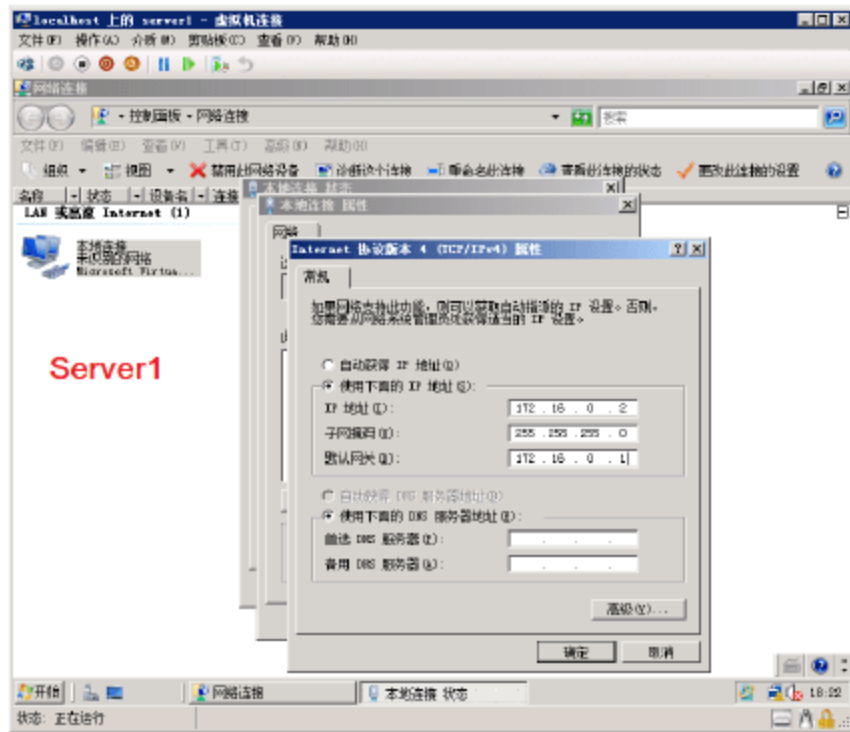 localhost 上的 server1 - 虚拟机连接
文件(F) 操作(A) 介质(M) 剪贴板(C) 查看(V) 帮助(H)
网络连接
控制面板 - 网络连接
搜索
文件(F) 编辑(E) 查看(V) 工具(T) 高级(N) 帮助(H)
组织 视图 禁用此网络设备 诊断这个连接 重命名此连接 查看此连接的状态 更改此连接的设置
名称 状态 设备名 连接
LAN 或高速 Internet (1)
本地连接 状态
本地连接 属性
网络
本地连接
未识别的网络
Microsoft Virtua...
Server1
Internet 协议版本 4 (TCP/IPv4) 属性
常规
如果网络支持此功能，则可以获取自动指派的 IP 设置。否则，
您需要从网络系统管理员处获得适当的 IP 设置。
自动获得 IP 地址(O)
使用下面的 IP 地址(S):
IP 地址(I): 172 . 16 . 0 . 2
子网掩码(U): 255 . 255 . 255 . 0
默认网关(D): 172 . 16 . 0 . 1
自动获得 DNS 服务器地址(B)
使用下面的 DNS 服务器地址(E):
首选 DNS 服务器(P):
备用 DNS 服务器(A):
高级(V)...
确定 取消
开始 网络连接 本地连接 状态 18:22
状态: 正在运行